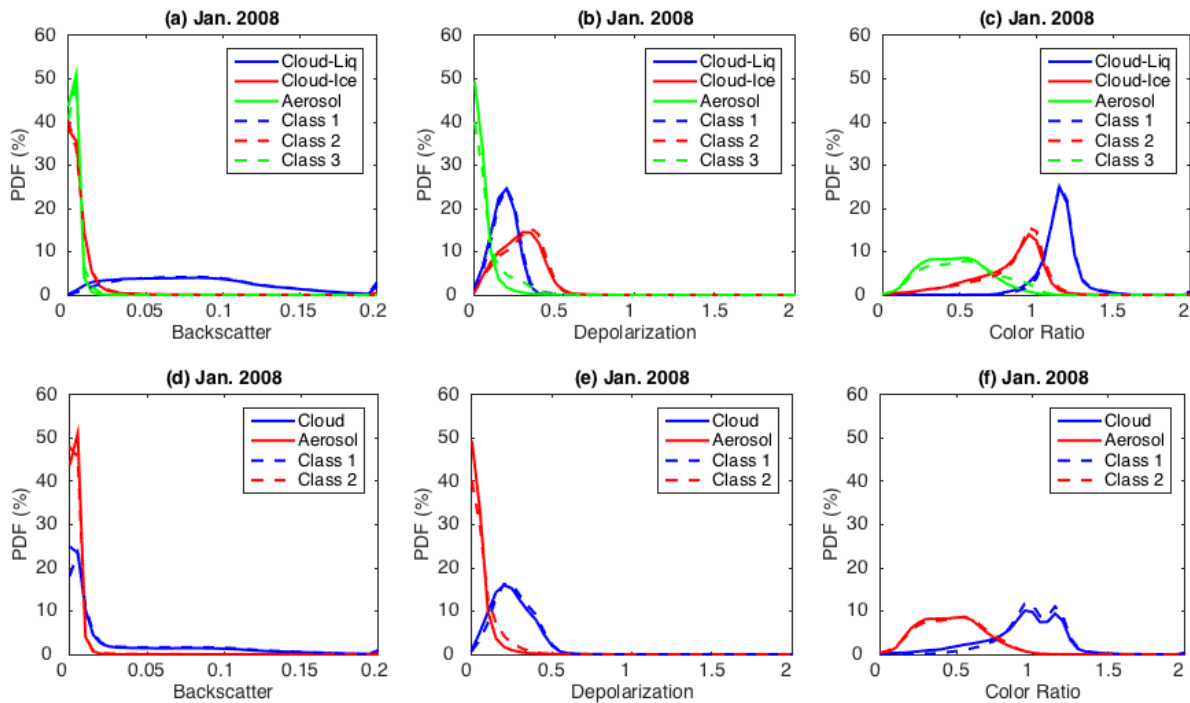 (a) Jan. 2008
60
50
40
30
20
10
0
PDF (%)
Cloud-Liq
Cloud-Ice
Aerosol
Class 1
Class 2
Class 3
0 0.05 0.1 0.15 0.2
Backscatter
(b) Jan. 2008
60
50
40
30
20
10
0
PDF (%)
Cloud-Liq
Cloud-Ice
Aerosol
Class 1
Class 2
Class 3
0 0.5 1 1.5 2
Depolarization
(c) Jan. 2008
60
50
40
30
20
10
0
PDF (%)
Cloud-Liq
Cloud-Ice
Aerosol
Class 1
Class 2
Class 3
0 0.5 1 1.5 2
Color Ratio
(d) Jan. 2008
60
50
40
30
20
10
0
PDF (%)
Cloud
Aerosol
Class 1
Class 2
0 0.05 0.1 0.15 0.2
Backscatter
(e) Jan. 2008
60
50
40
30
20
10
0
PDF (%)
Cloud
Aerosol
Class 1
Class 2
0 0.5 1 1.5 2
Depolarization
(f) Jan. 2008
60
50
40
30
20
10
0
PDF (%)
Cloud
Aerosol
Class 1
Class 2
0 0.5 1 1.5 2
Color Ratio